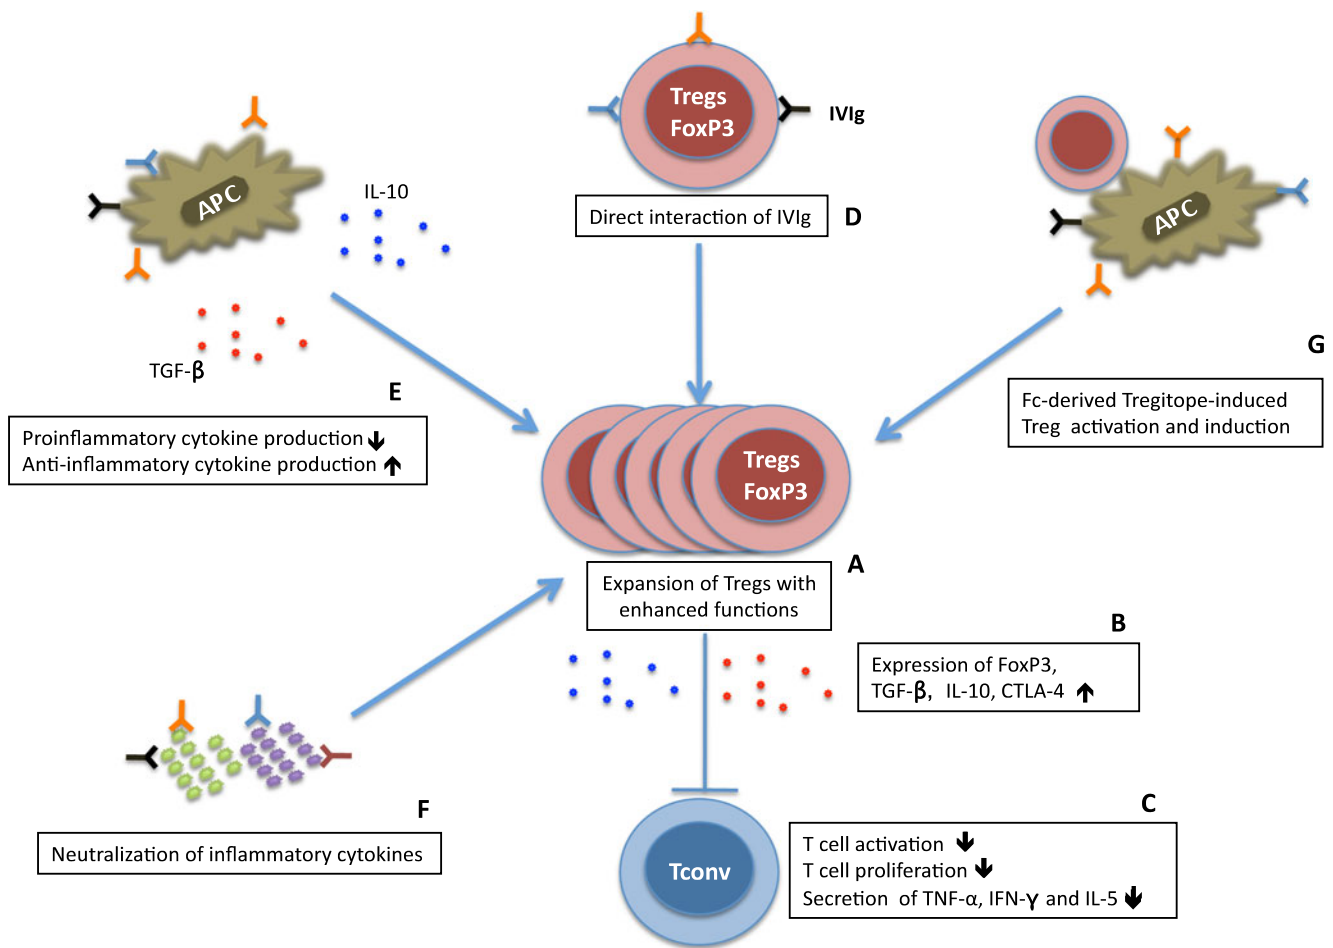 Tregs
FoxP3
IVIg
Direct interaction of IVIg
D
APC
IL-10
TGF-β
E
Proinflammatory cytokine production ↓
Anti-inflammatory cytokine production ↑
APC
G
Fc-derived Tregitope-induced
Treg activation and induction
Tregs
FoxP3
A
Expansion of Tregs with
enhanced functions
B
Expression of FoxP3,
TGF-β, IL-10, CTLA-4 ↑
F
Neutralization of inflammatory cytokines
Tconv
C
T cell activation ↓
T cell proliferation ↓
Secretion of TNF-α, IFN-γ and IL-5 ↓